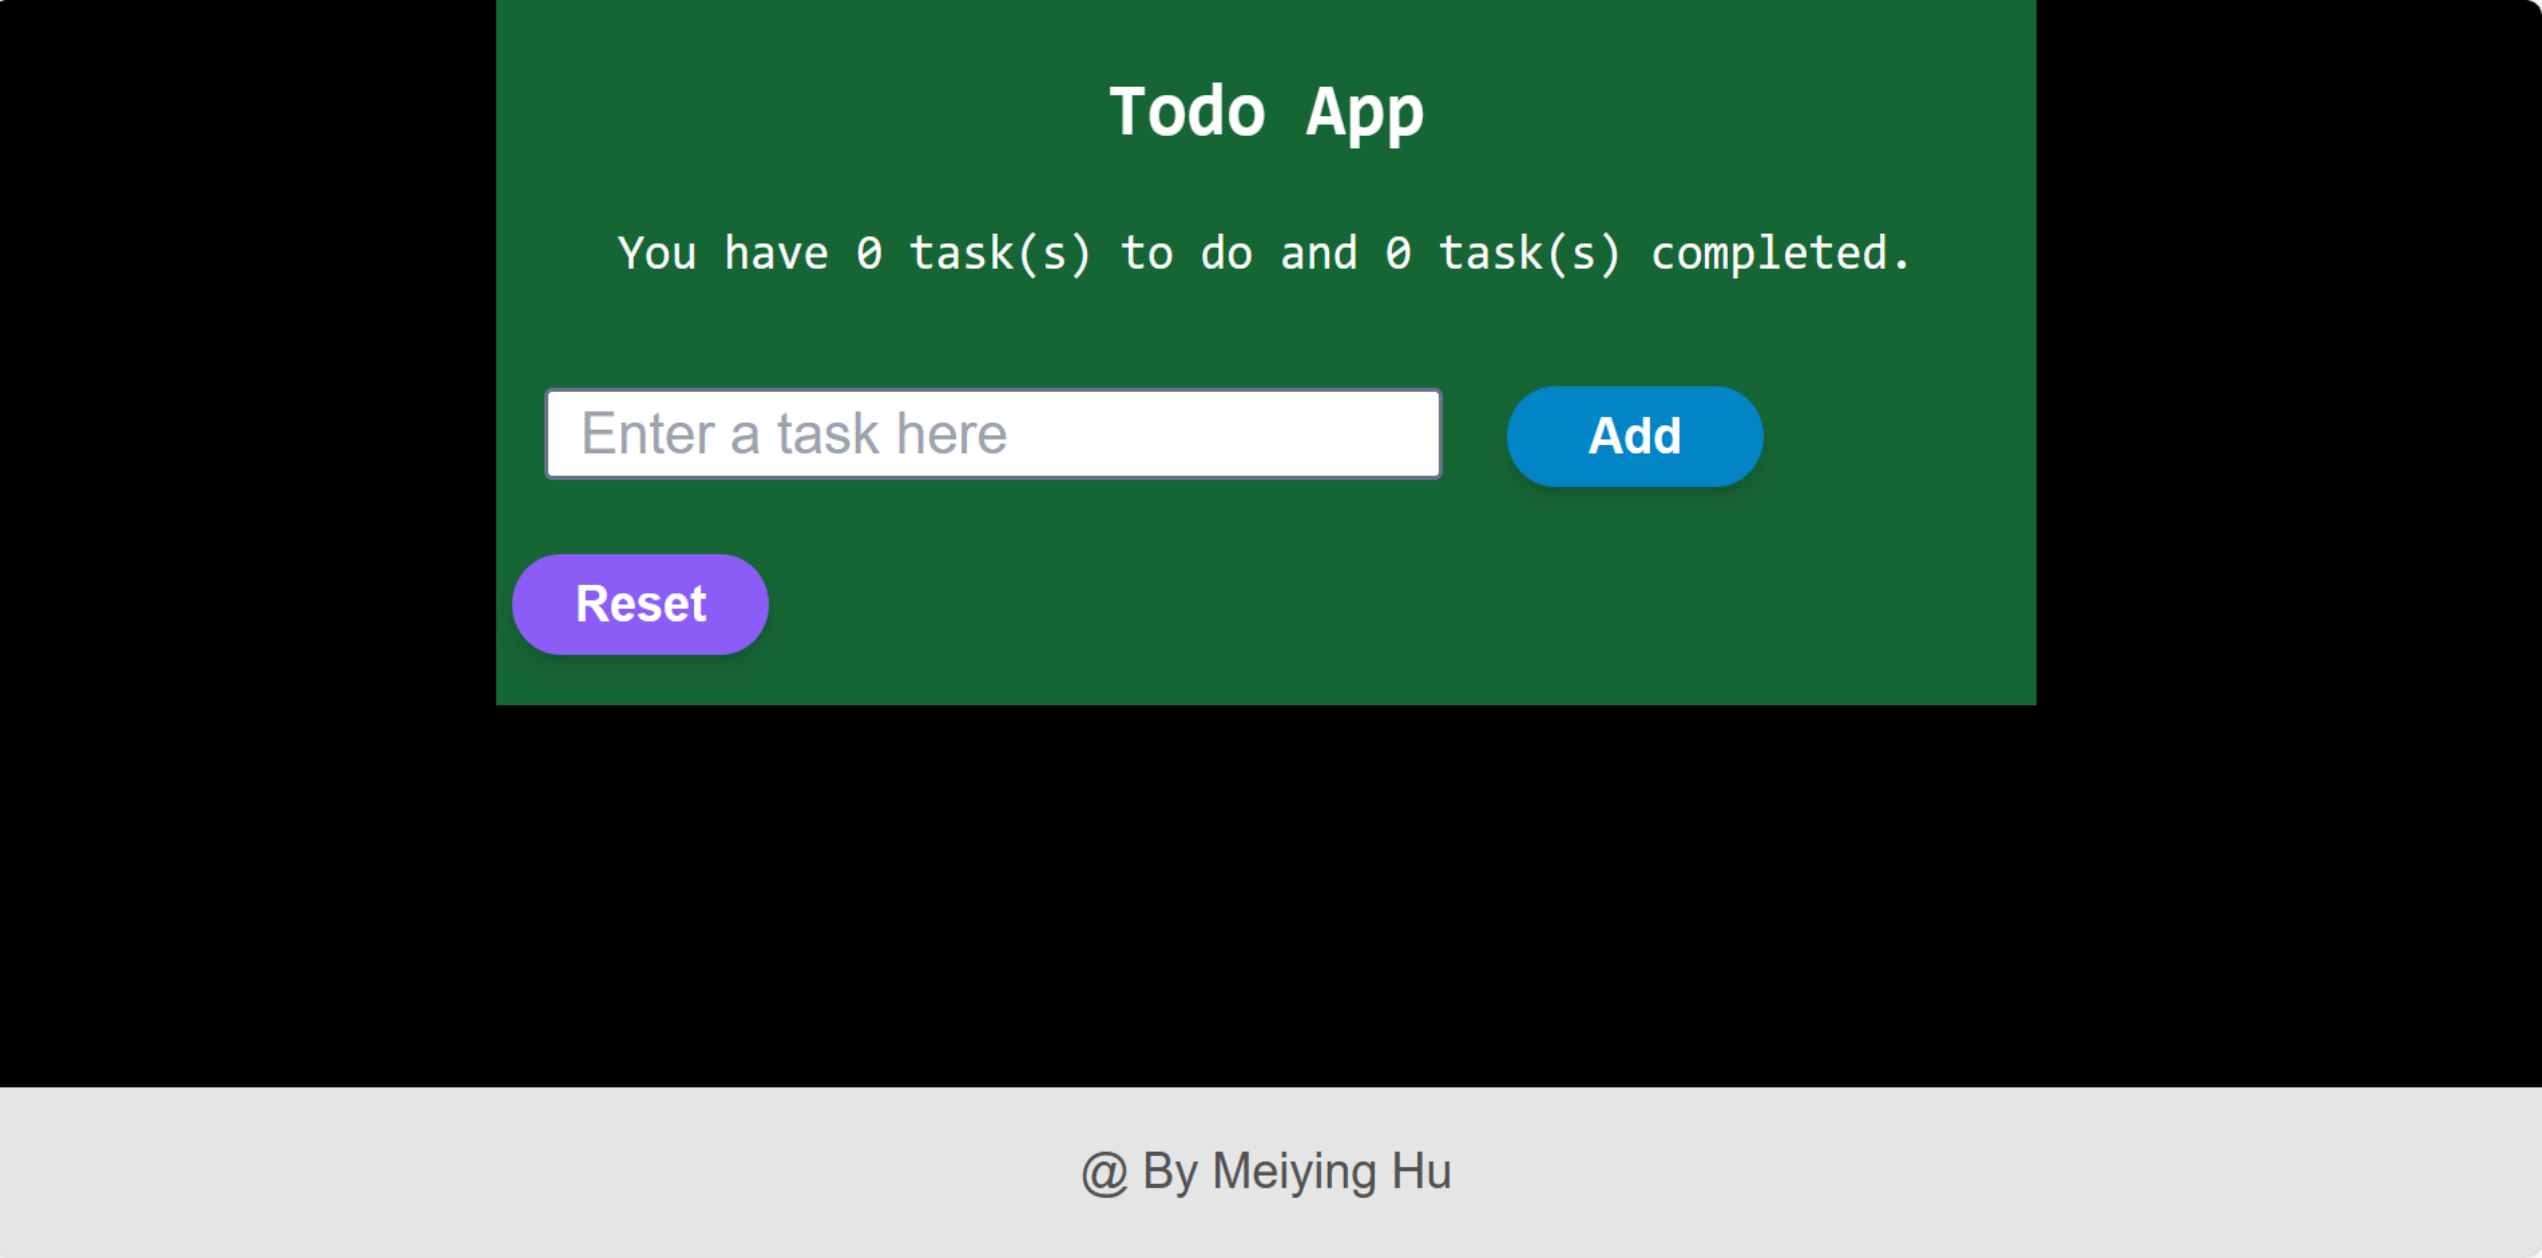 Todo App
You have 0 task(s) to do and 0 task(s) completed.
Enter a task here
Add
Reset
@ By Meiying Hu